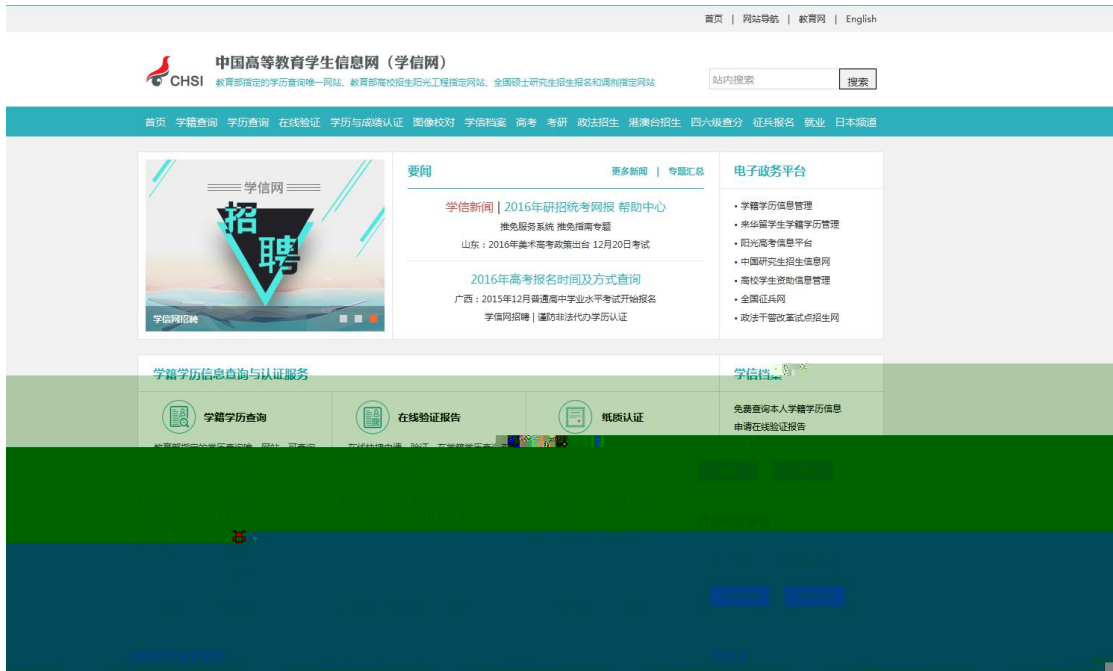 首页 | 网站导航 | 教育网 | English
CHSI
中国高等教育学生信息网（学信网）
教育部指定的学历查询唯一网站、教育部高校招生阳光工程指定网站、全国硕士研究生招生报名和调剂指定网站
站内搜索
搜索
首页 学籍查询 学历查询 在线验证 学历与成绩认证 图像校对 学信档案 高考 考研 政法招生 港澳台招生 四六级查分 征兵报名 就业 日本频道
学信网
招聘
学信网招聘
要闻
更多新闻 | 专题汇总
学信新闻 | 2016年研招统考网报 帮助中心
推免服务系统 推免指南专题
山东：2016年美术高考政策出台 12月20日考试
2016年高考报名时间及方式查询
广西：2015年12月普通高中学业水平考试开始报名
学信网招聘 | 谨防非法代办学历认证
电子政务平台
• 学籍学历信息管理
• 来华留学生学籍学历管理
• 阳光高考信息平台
• 中国研究生招生信息网
• 高校学生资助信息管理
• 全国征兵网
• 政法干警改革试点招生网
学籍学历信息查询与认证服务
学籍学历查询
在线验证报告
纸质认证
学信档案
免费查询本人学籍学历信息
申请在线验证报告